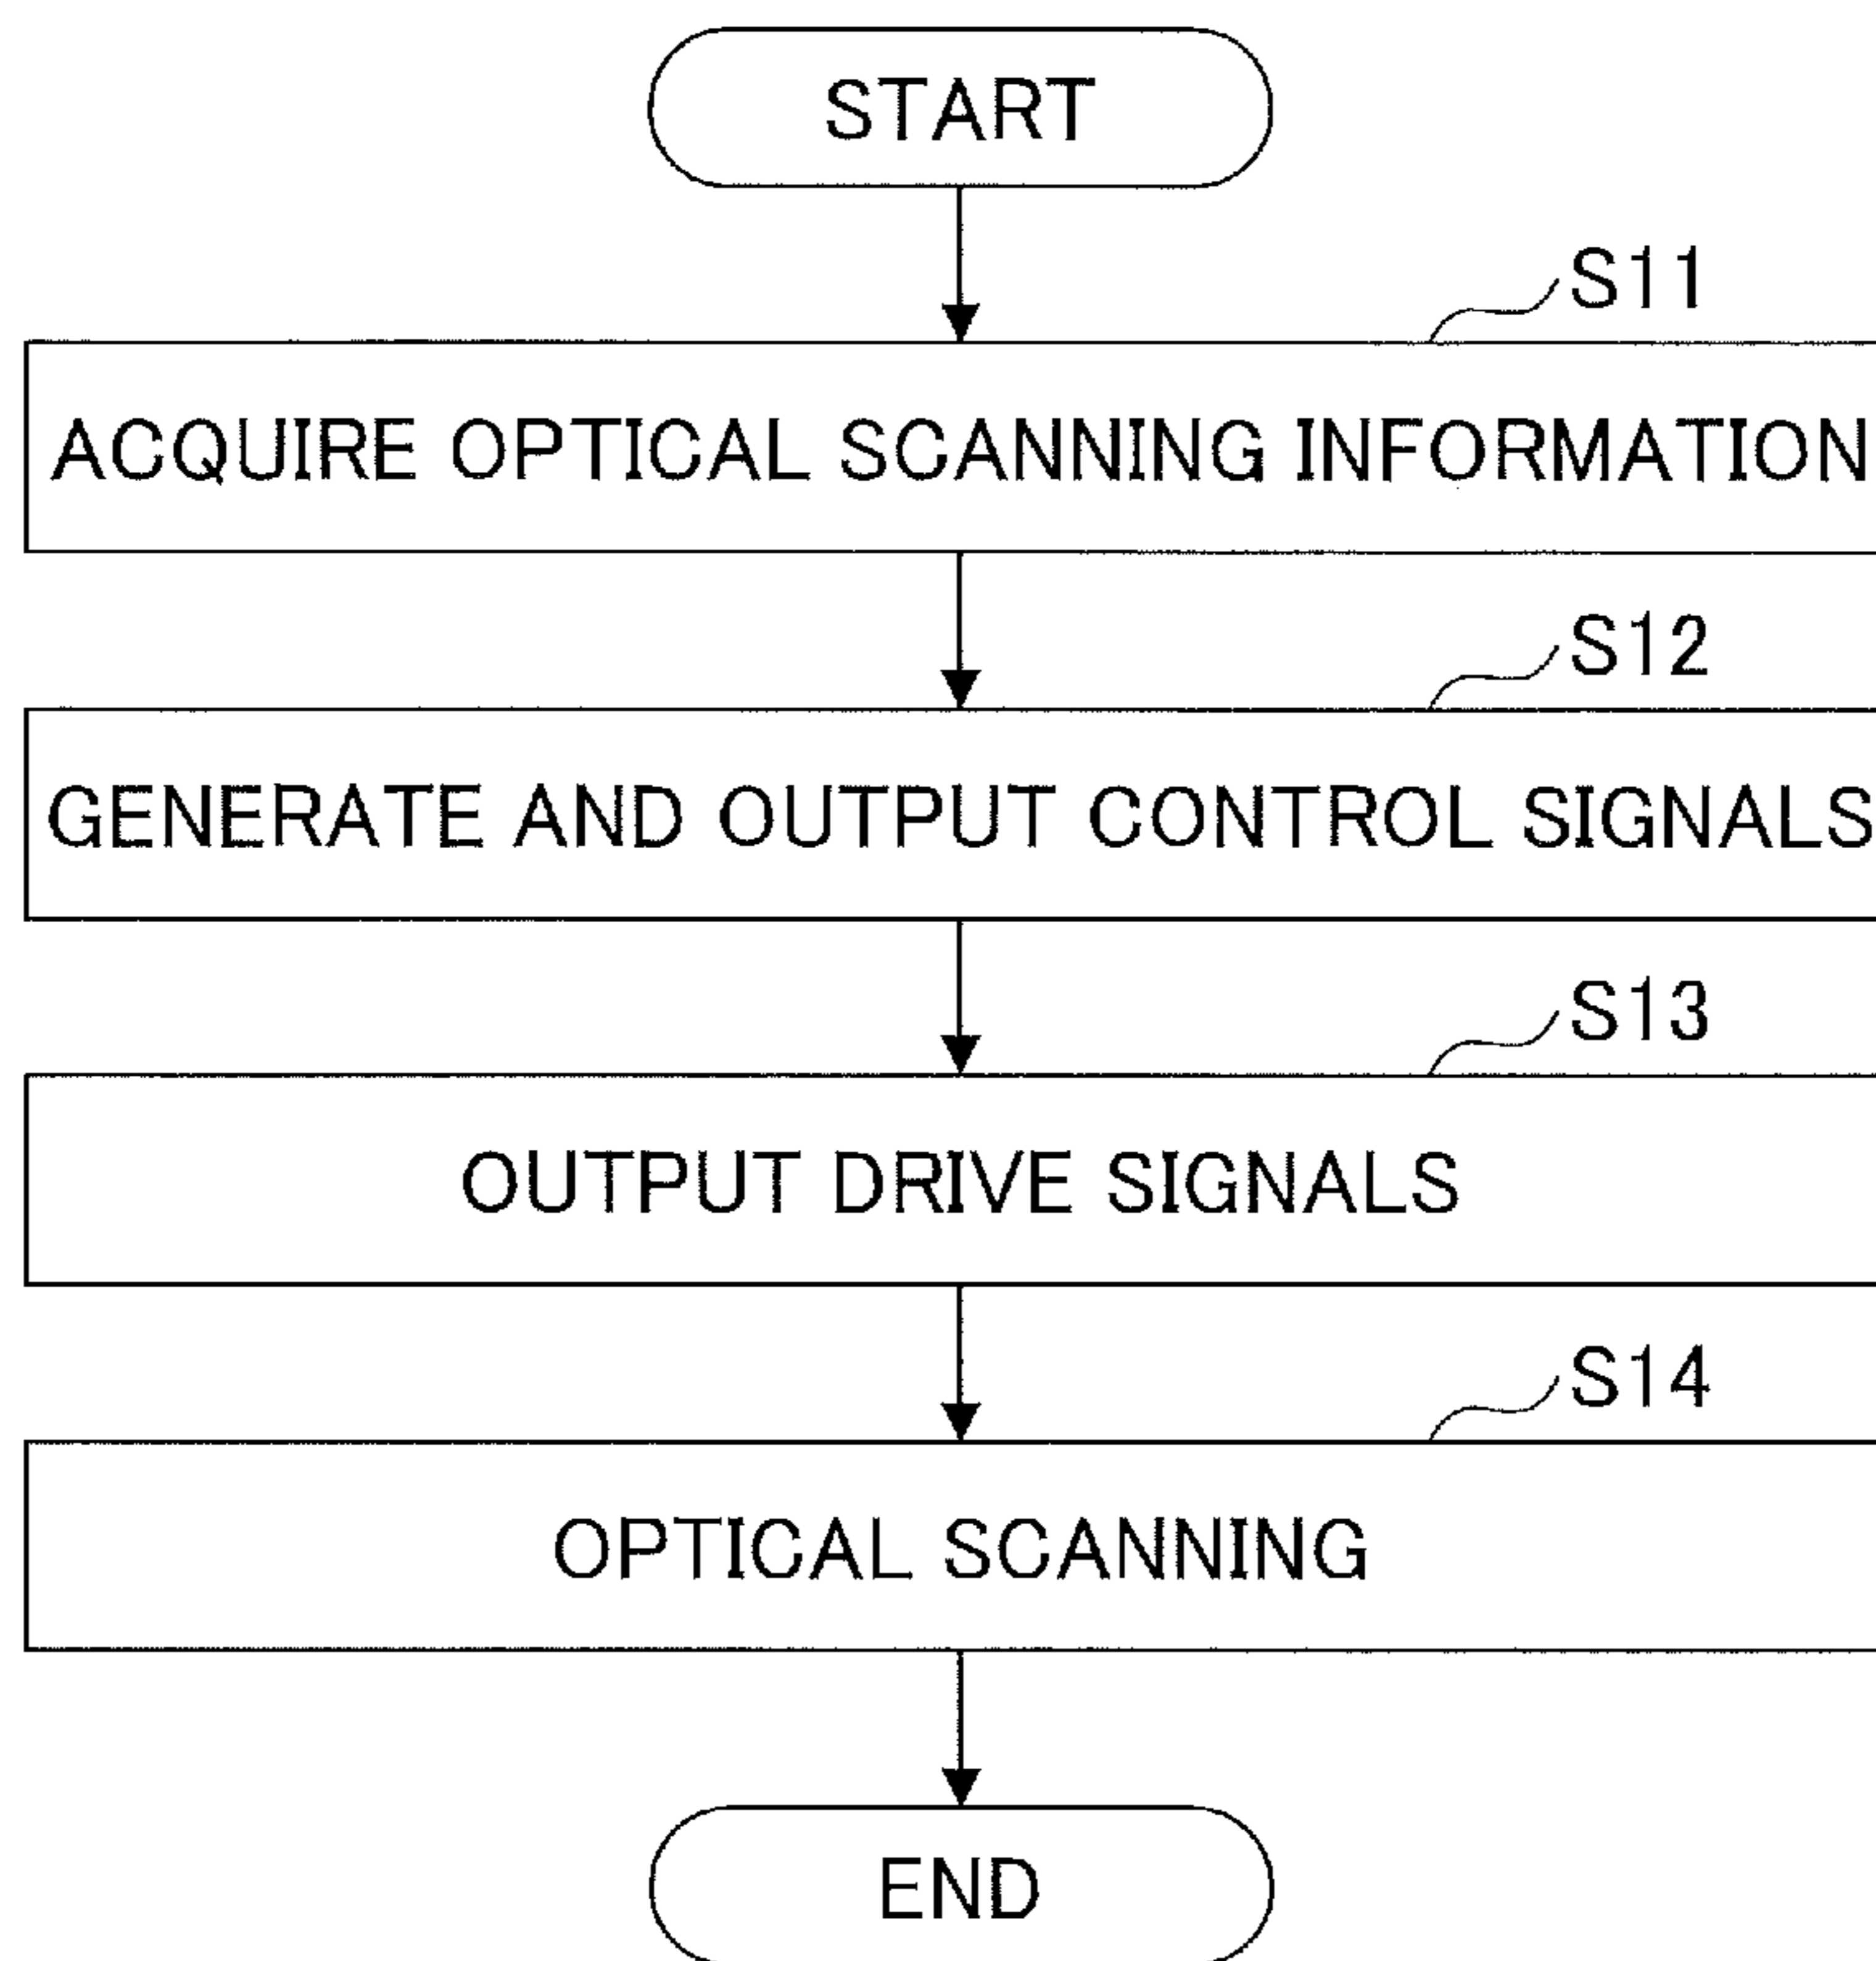 START
S11
ACQUIRE OPTICAL SCANNING INFORMATION
S12
GENERATE AND OUTPUT CONTROL SIGNALS
S13
OUTPUT DRIVE SIGNALS
S14
OPTICAL SCANNING
END